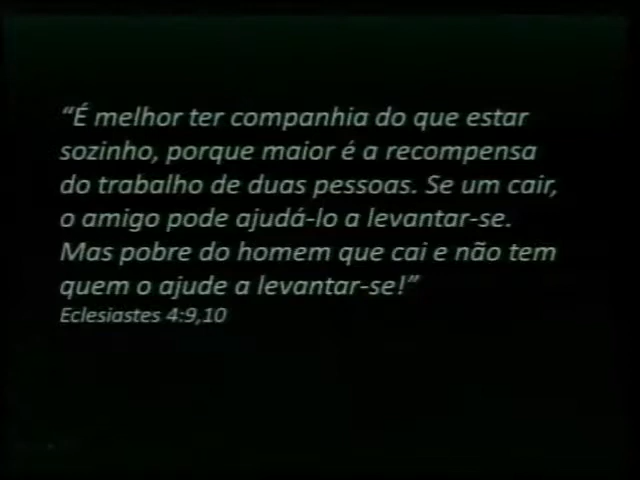 “É melhor ter companhia do que estar
sozinho, porque maior é a recompensa
do trabalho de duas pessoas. Se um cair,
o amigo pode ajudá-lo a levantar-se.
Mas pobre do homem que cai e não tem
quem o ajude a levantar-se!”
Eclesiastes 4:9,10